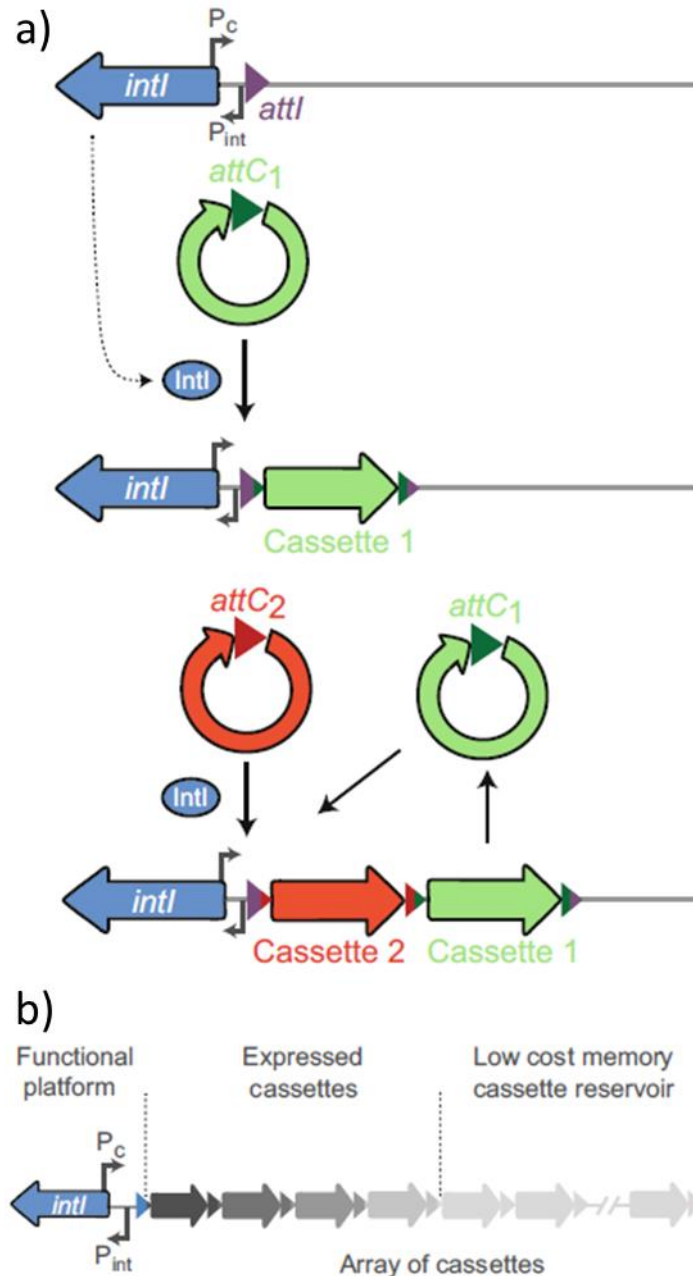 a)
Pc
intI
attI
Pint
attC1
IntI
intI
Cassette 1
attC2
attC1
IntI
intI
Cassette 2
Cassette 1
b)
Functional
platform
Expressed
cassettes
Low cost memory
cassette reservoir
Pc
intI
Pint
Array of cassettes